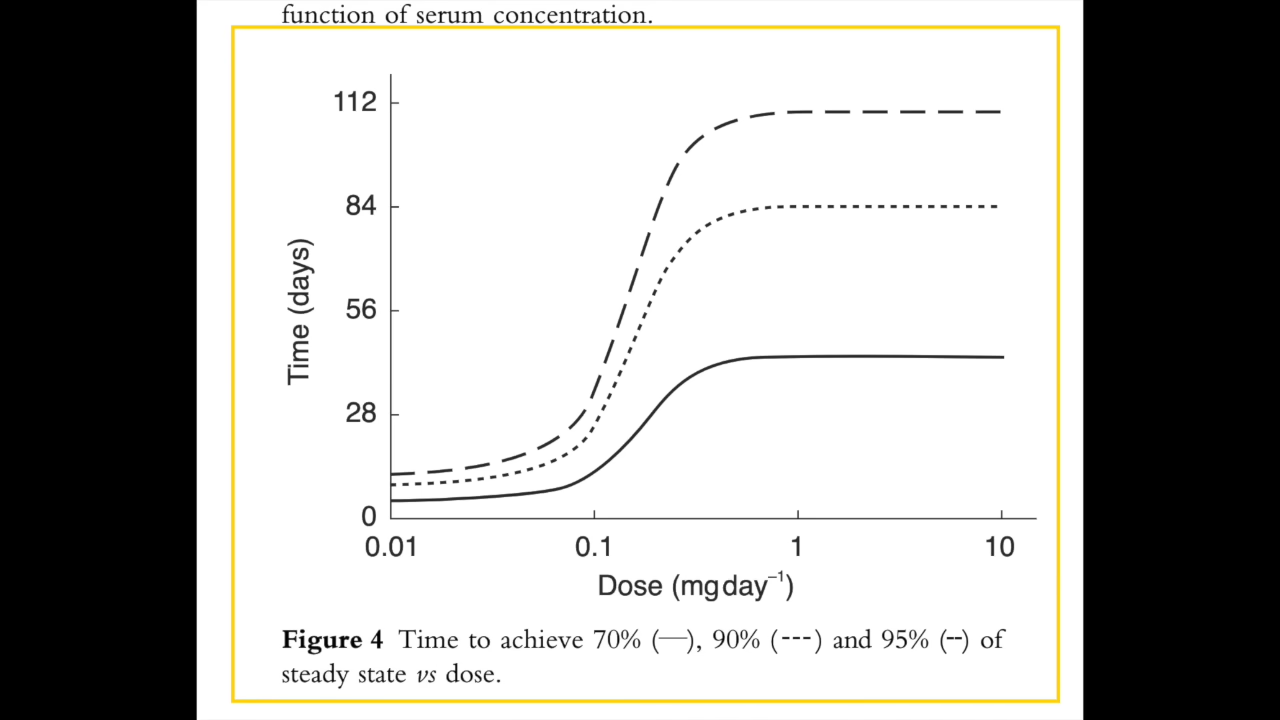 function of serum concentration.
112
84
56
28
0
Time (days)
0.01 0.1 1 10
Dose (mg day⁻¹)
Figure 4 Time to achieve 70% (—), 90% (---) and 95% (--) of
steady state vs dose.